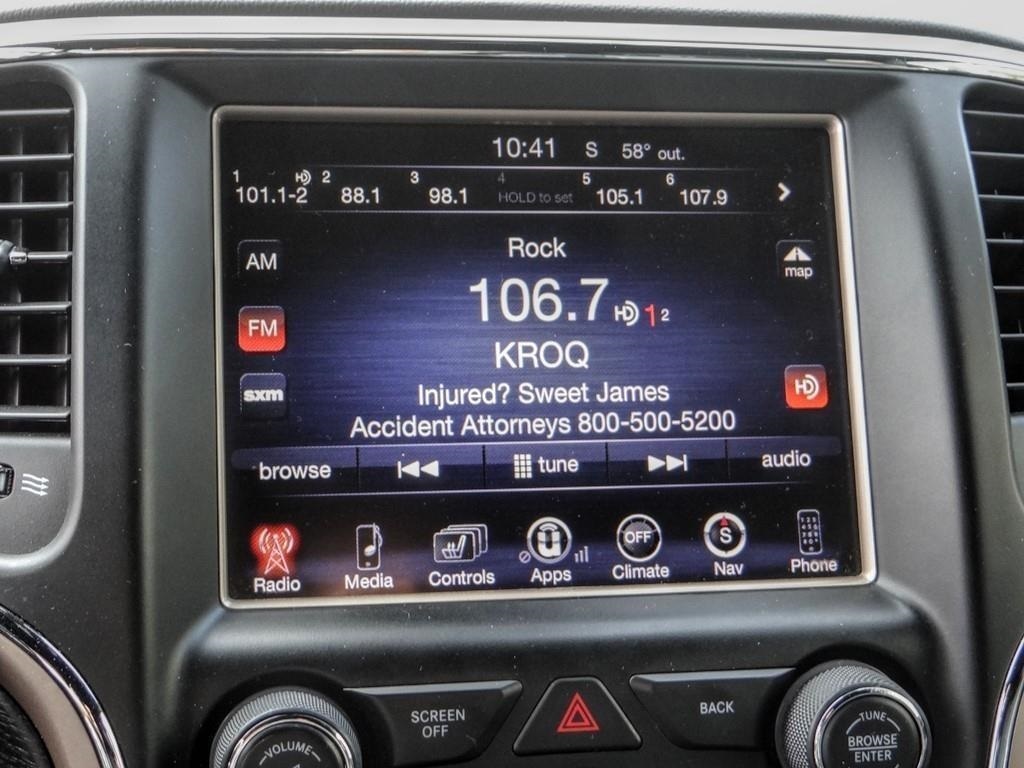 10:41 S 58° out.
1 HD 2 3 4 5 6
101.1-2 88.1 98.1 HOLD to set 105.1 107.9
Rock
AM
map
106.7 HD 1 2
FM
KROQ
HD
sxm
Injured? Sweet James
Accident Attorneys 800-500-5200
browse tune audio
OFF S
Radio Media Controls Apps Climate Nav Phone
SCREEN
OFF
BACK
VOLUME
TUNE
BROWSE
ENTER